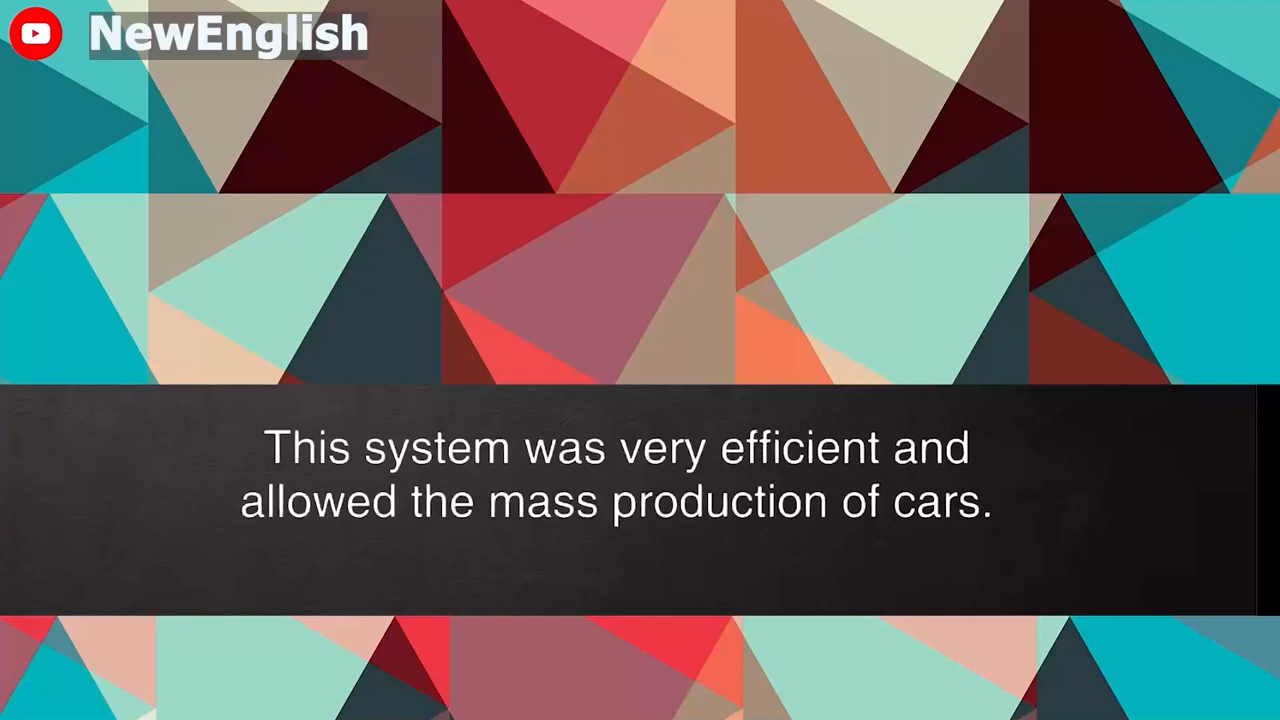 NewEnglish
This system was very efficient and
allowed the mass production of cars.